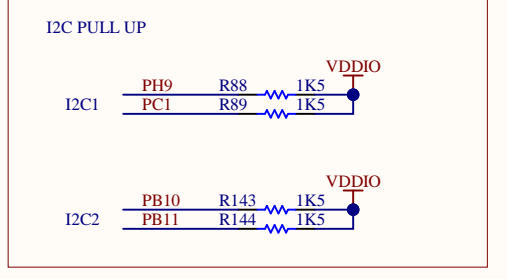 I2C PULL UP
VDDIO
PH9 R88 1K5
I2C1 PC1 R89 1K5
VDDIO
PB10 R143 1K5
I2C2 PB11 R144 1K5